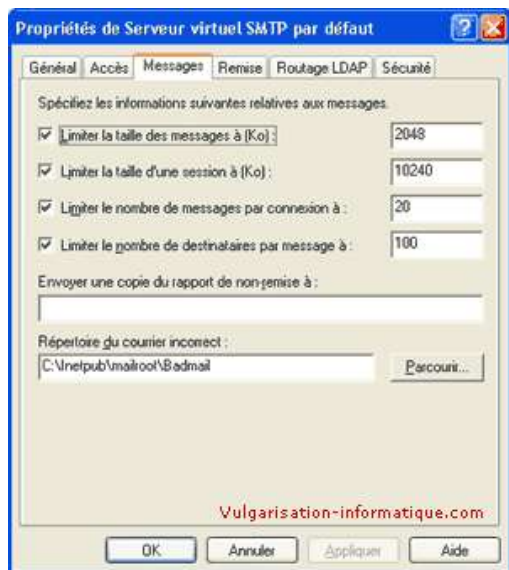 Propriétés de Serveur virtuel SMTP par défaut
Général Accès Messages Remise Routage LDAP Sécurité
Spécifiez les informations suivantes relatives aux messages.
Limiter la taille des messages à (Ko) : 2048
Limiter la taille d'une session à (Ko) : 10240
Limiter le nombre de messages par connexion à : 20
Limiter le nombre de destinataires par message à : 100
Envoyer une copie du rapport de non-remise à :
Répertoire du courrier incorrect :
C:\Inetpub\mailroot\Badmail Parcourir...
Vulgarisation-informatique.com
OK Annuler Appliquer Aide